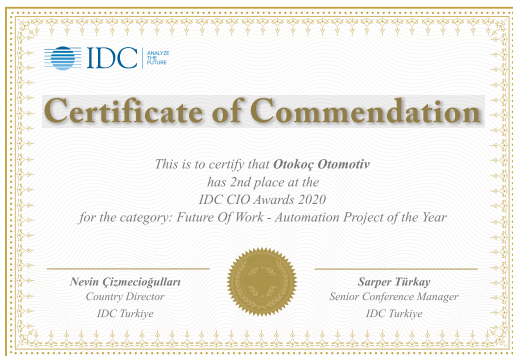 IDC
ANALYZE
THE
FUTURE
Certificate of Commendation
This is to certify that Otokoç Otomotiv
has 2nd place at the
IDC CIO Awards 2020
for the category: Future Of Work - Automation Project of the Year
Nevin Çizmecioğulları
Country Director
IDC Turkiye
Sarper Türkay
Senior Conference Manager
IDC Turkiye